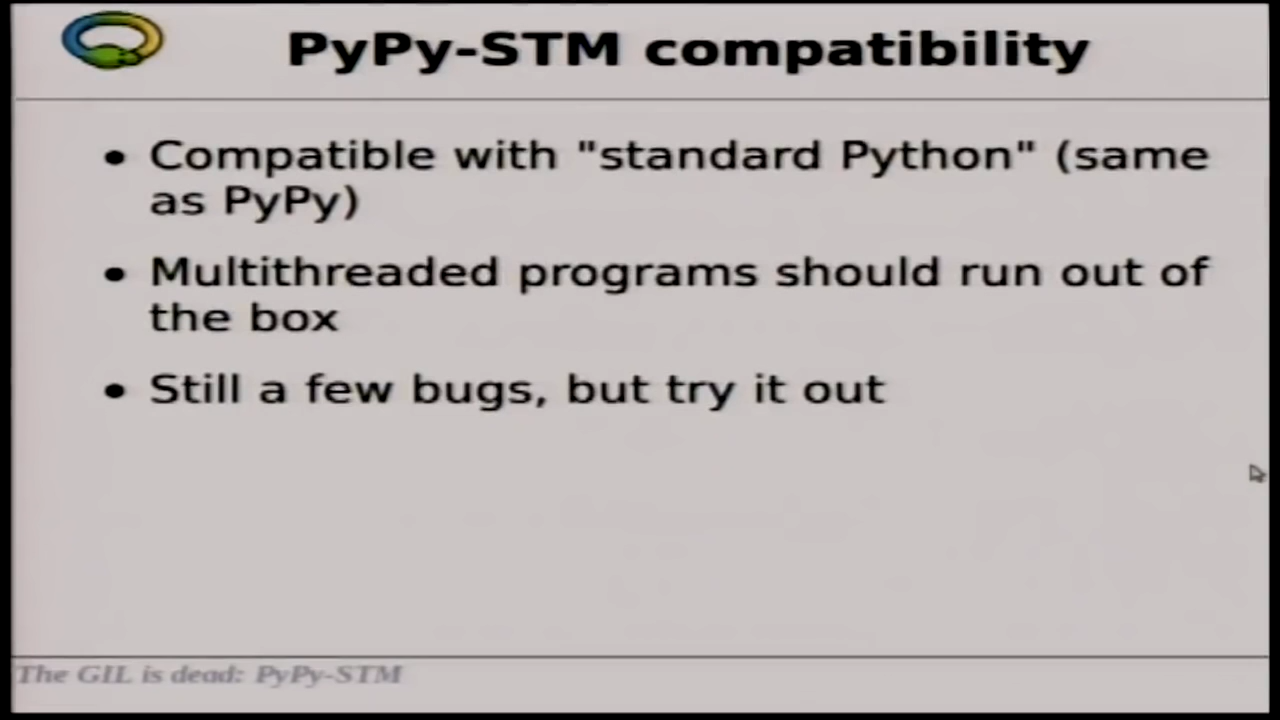 PyPy-STM compatibility
• Compatible with "standard Python" (same
as PyPy)
• Multithreaded programs should run out of
the box
• Still a few bugs, but try it out
The GIL is dead: PyPy-STM